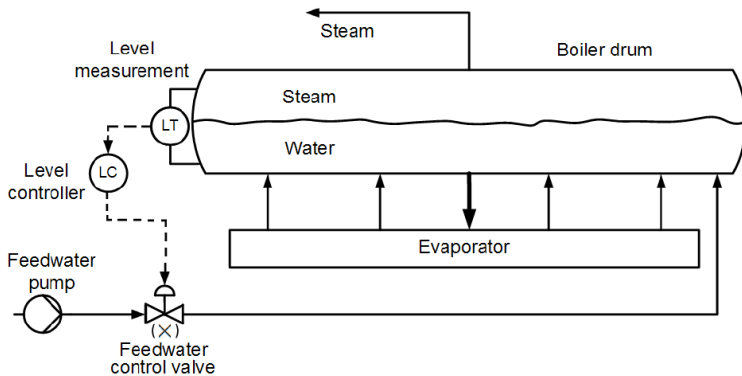 Steam
Boiler drum
Level
measurement
Steam
LT
Water
Level
controller
LC
Evaporator
Feedwater
pump
(X)
Feedwater
control valve